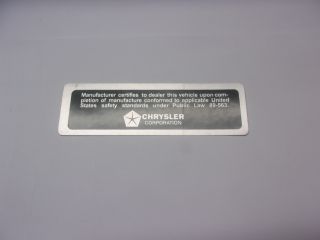 Manufacturer certifies to dealer this vehicle upon com-
pletion of manufacture conformed to applicable United
States safety standards under Public Law 89-563.
CHRYSLER
CORPORATION